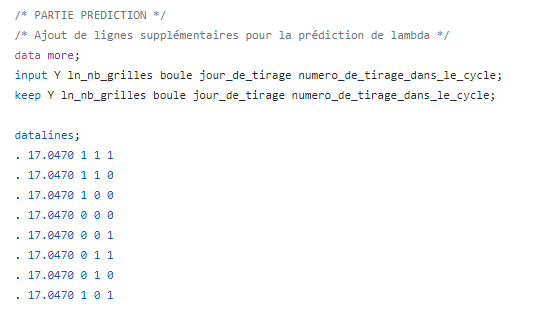 /* PARTIE PREDICTION */
/* Ajout de lignes supplémentaires pour la prédiction de lambda */
data more;
input Y ln_nb_grilles boule jour_de_tirage numero_de_tirage_dans_le_cycle;
keep Y ln_nb_grilles boule jour_de_tirage numero_de_tirage_dans_le_cycle;
datalines;
. 17.0470 1 1 1
. 17.0470 1 1 0
. 17.0470 1 0 0
. 17.0470 0 0 0
. 17.0470 0 0 1
. 17.0470 0 1 1
. 17.0470 0 1 0
. 17.0470 1 0 1